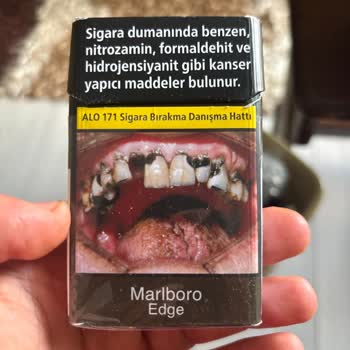 Sigara dumanında benzen,
nitrozamin, formaldehit ve
hidrojensiyanit gibi kanser
yapıcı maddeler bulunur.
ALO 171 Sigara Bırakma Danışma Hattı
Marlboro
Edge